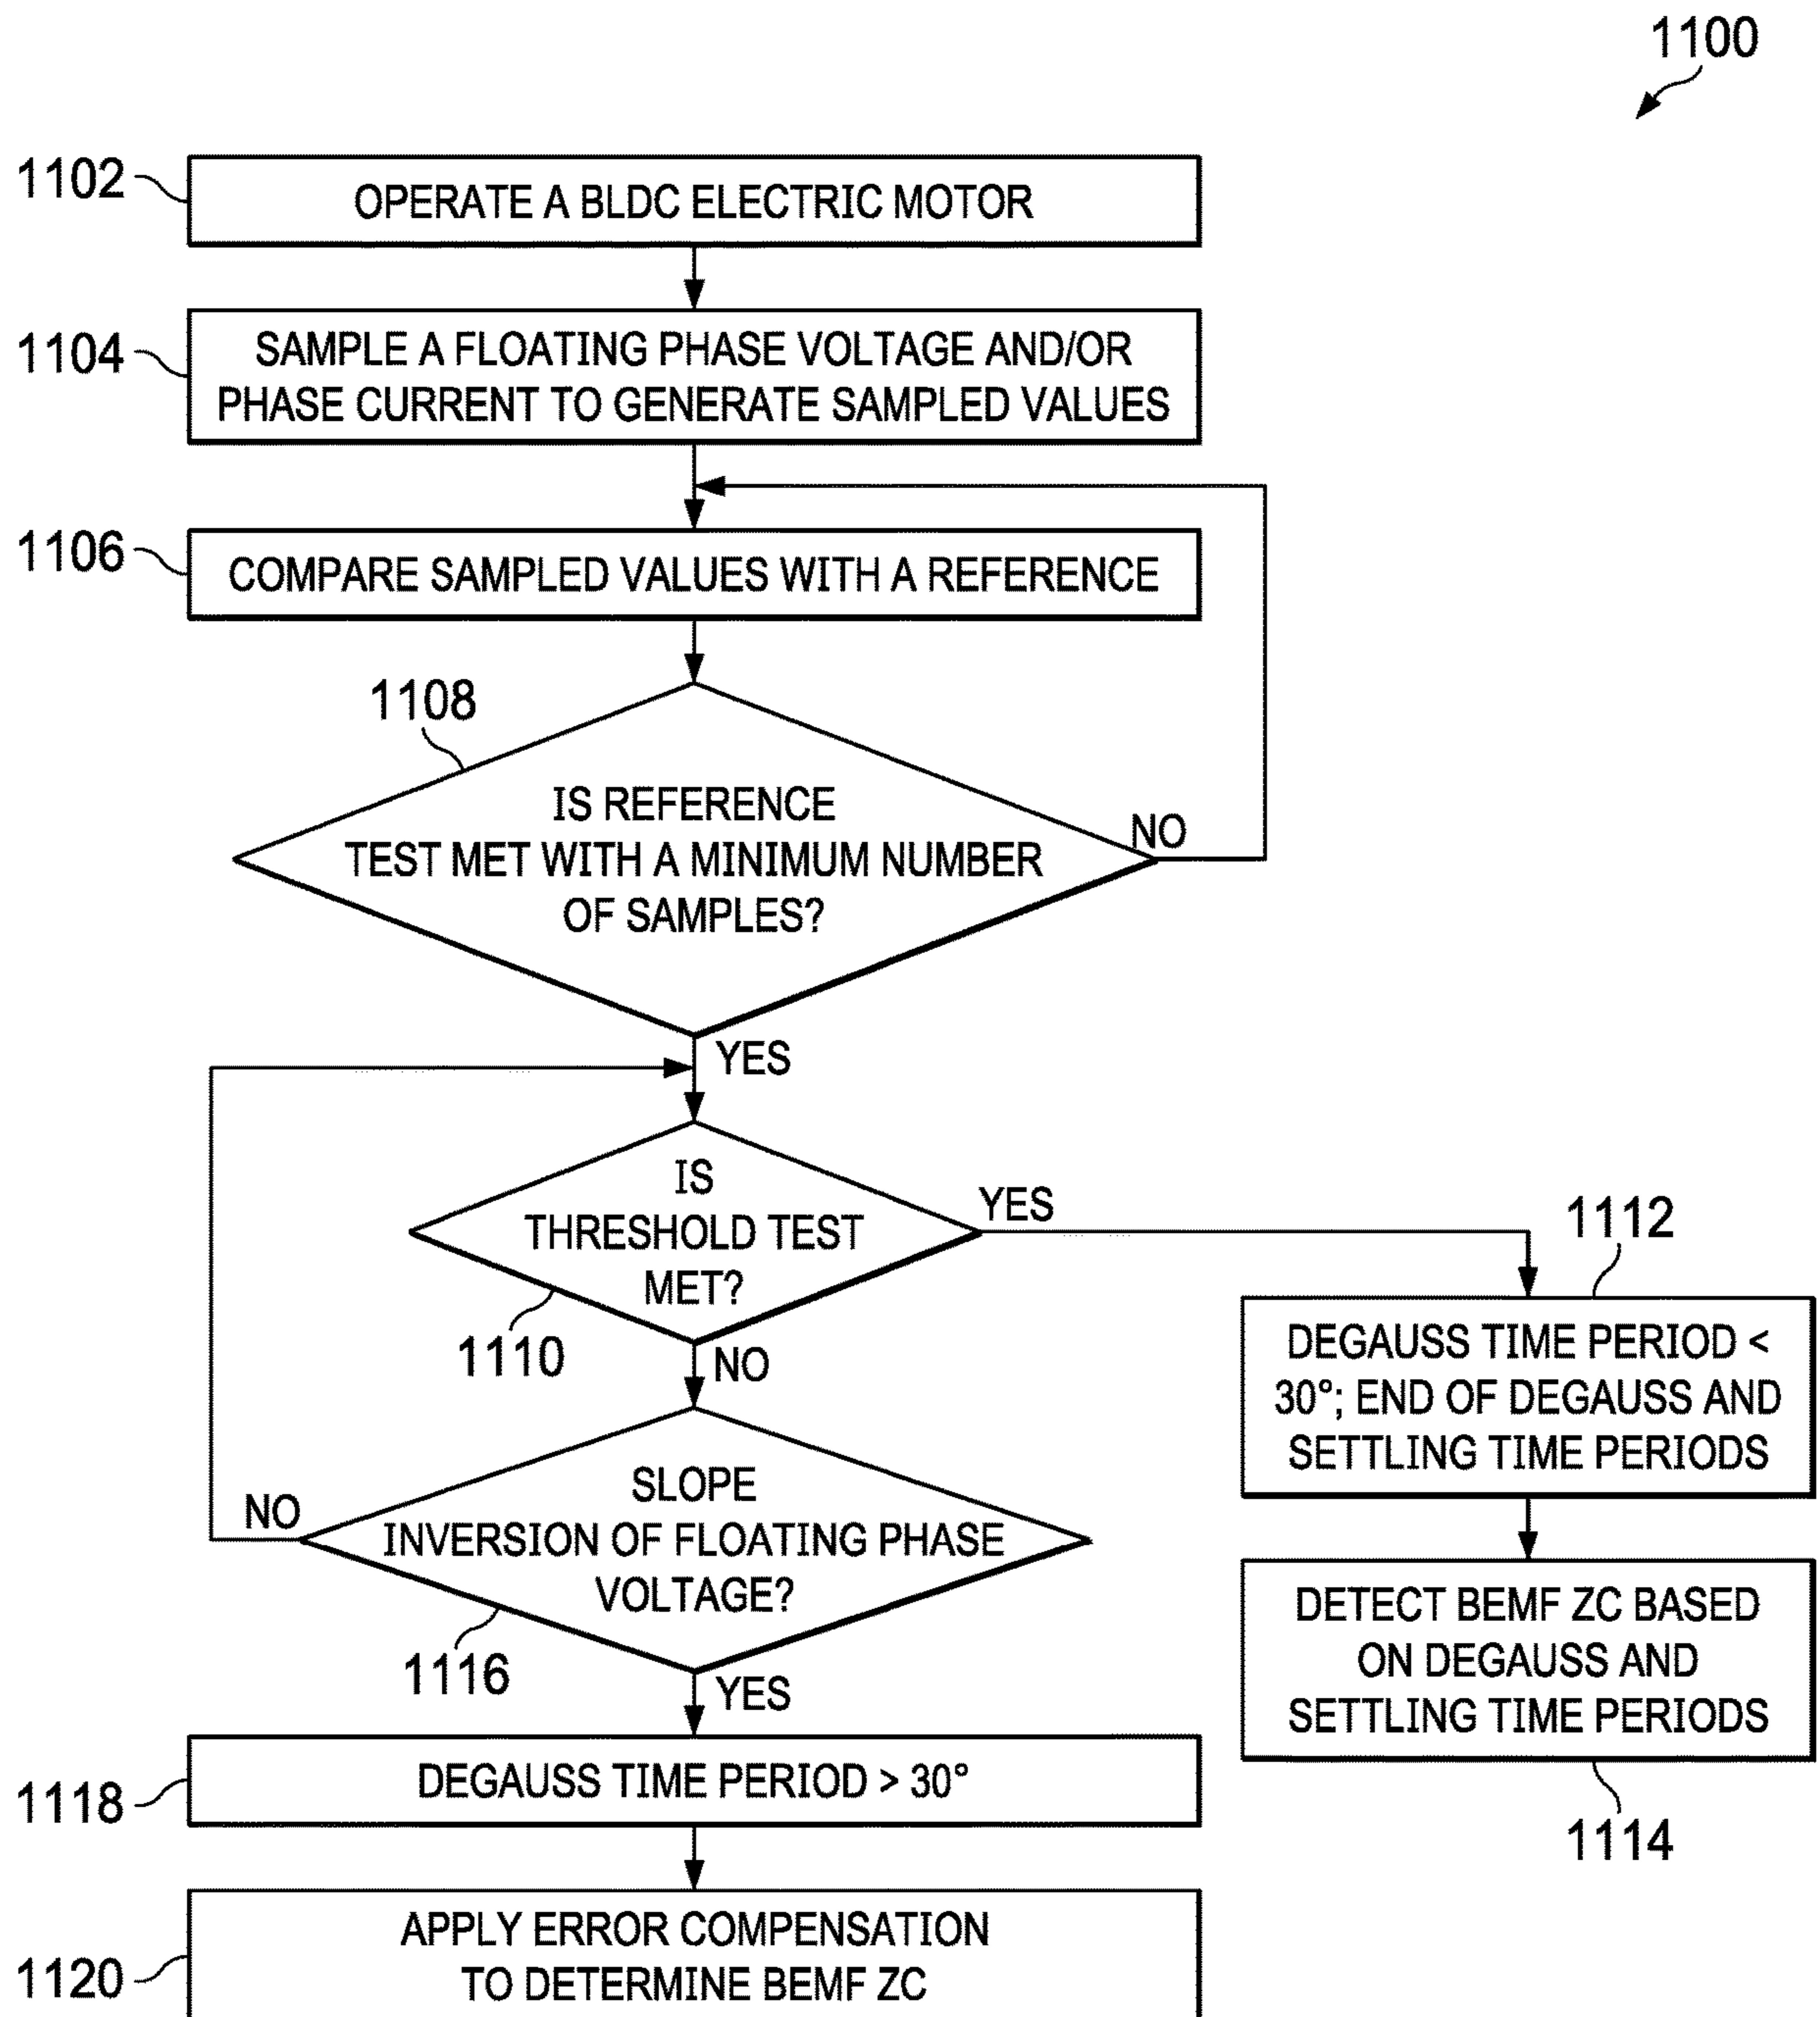 1100
1102
OPERATE A BLDC ELECTRIC MOTOR
1104
SAMPLE A FLOATING PHASE VOLTAGE AND/OR
PHASE CURRENT TO GENERATE SAMPLED VALUES
1106
COMPARE SAMPLED VALUES WITH A REFERENCE
1108
IS REFERENCE
TEST MET WITH A MINIMUM NUMBER
OF SAMPLES?
NO
YES
IS
THRESHOLD TEST
MET?
YES
1110
NO
1112
DEGAUSS TIME PERIOD <
30°; END OF DEGAUSS AND
SETTLING TIME PERIODS
DETECT BEMF ZC BASED
ON DEGAUSS AND
SETTLING TIME PERIODS
1114
SLOPE
INVERSION OF FLOATING PHASE
VOLTAGE?
NO
1116
YES
1118
DEGAUSS TIME PERIOD > 30°
1120
APPLY ERROR COMPENSATION
TO DETERMINE BEMF ZC